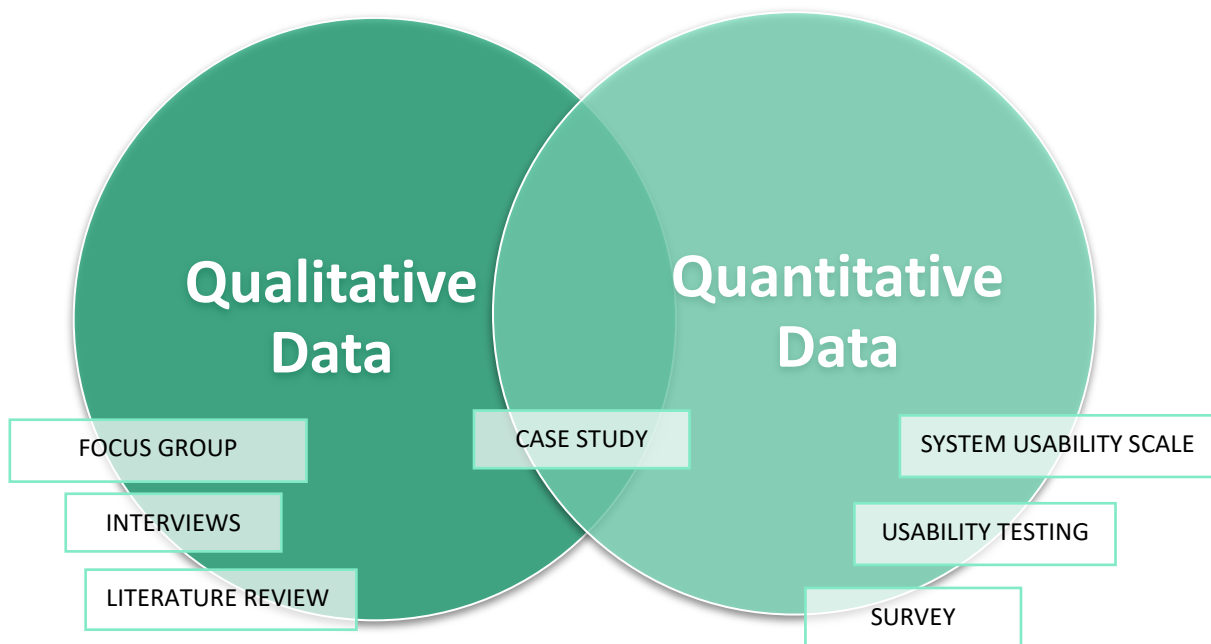 Qualitative
Data
Quantitative
Data
FOCUS GROUP
CASE STUDY
SYSTEM USABILITY SCALE
INTERVIEWS
USABILITY TESTING
LITERATURE REVIEW
SURVEY